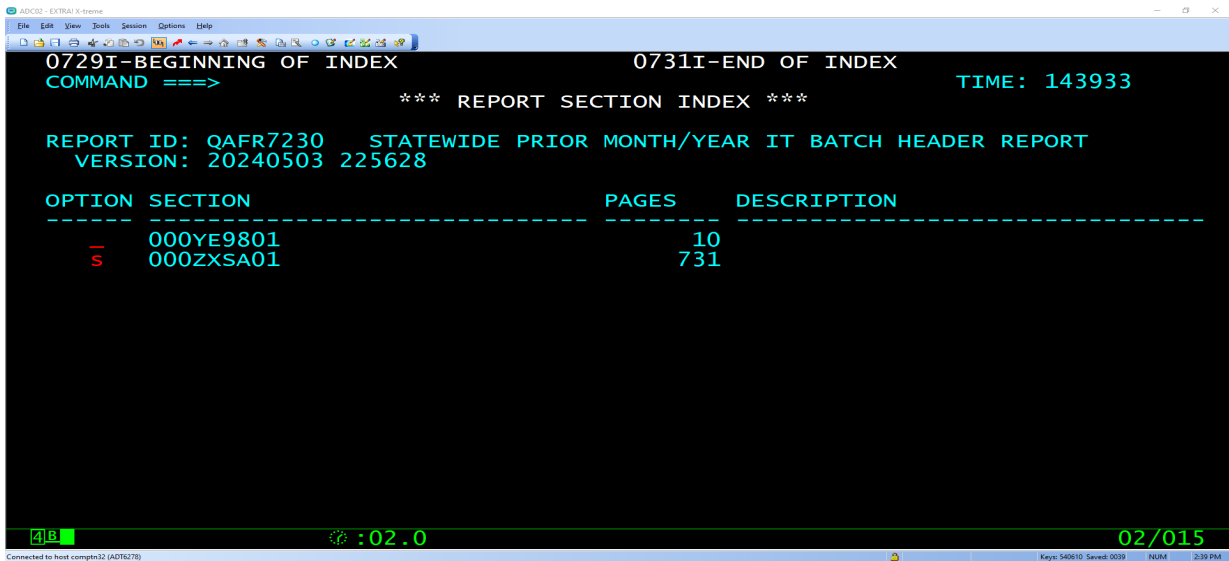 ADC02 - EXTRA! X-treme
File Edit View Tools Session Options Help
0729I-BEGINNING OF INDEX 0731I-END OF INDEX
COMMAND ===> TIME: 143933
*** REPORT SECTION INDEX ***
REPORT ID: QAFR7230 STATEWIDE PRIOR MONTH/YEAR IT BATCH HEADER REPORT
VERSION: 20240503 225628
OPTION SECTION PAGES DESCRIPTION
------ ------------------------------ -------- --------------------------------
_ 000YE9801 10
s 000ZXSA01 731
4B :02.0 02/015
Connected to host comptn32 (ADT6278) Keys: 540610 Saved: 0039 NUM 2:39 PM